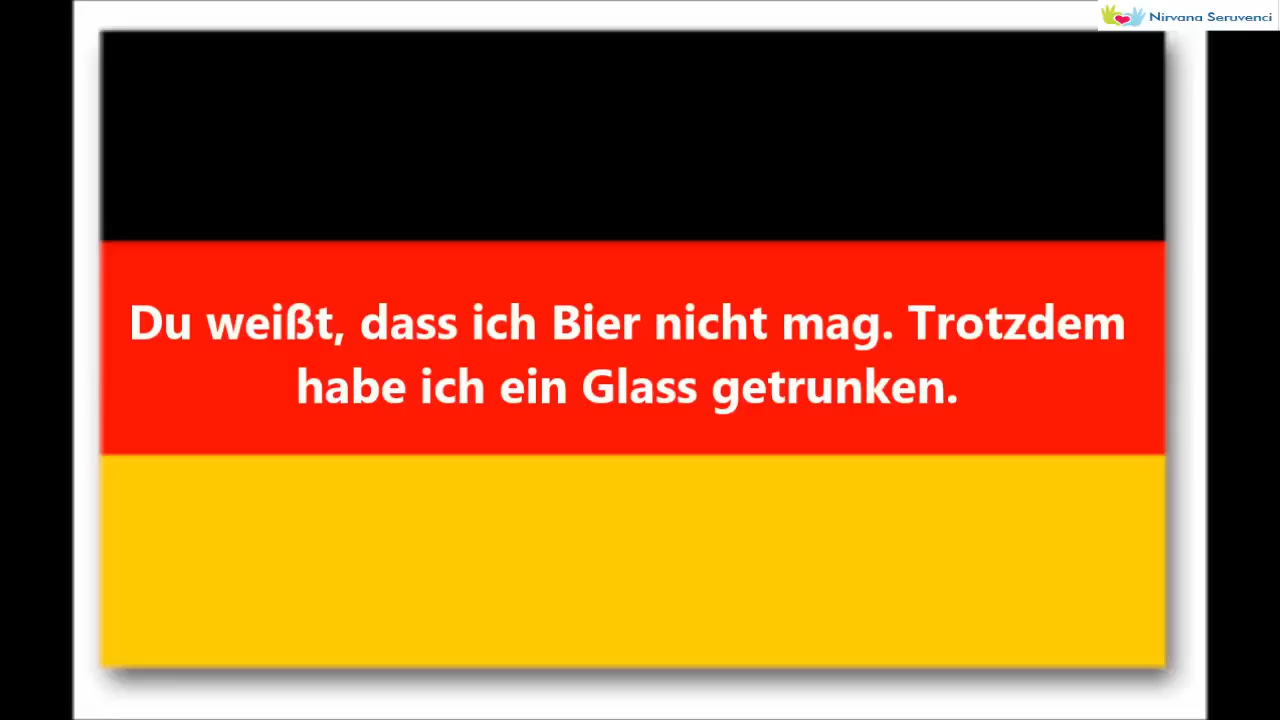 Nirvana Seruvenci
Du weißt, dass ich Bier nicht mag. Trotzdem
habe ich ein Glass getrunken.